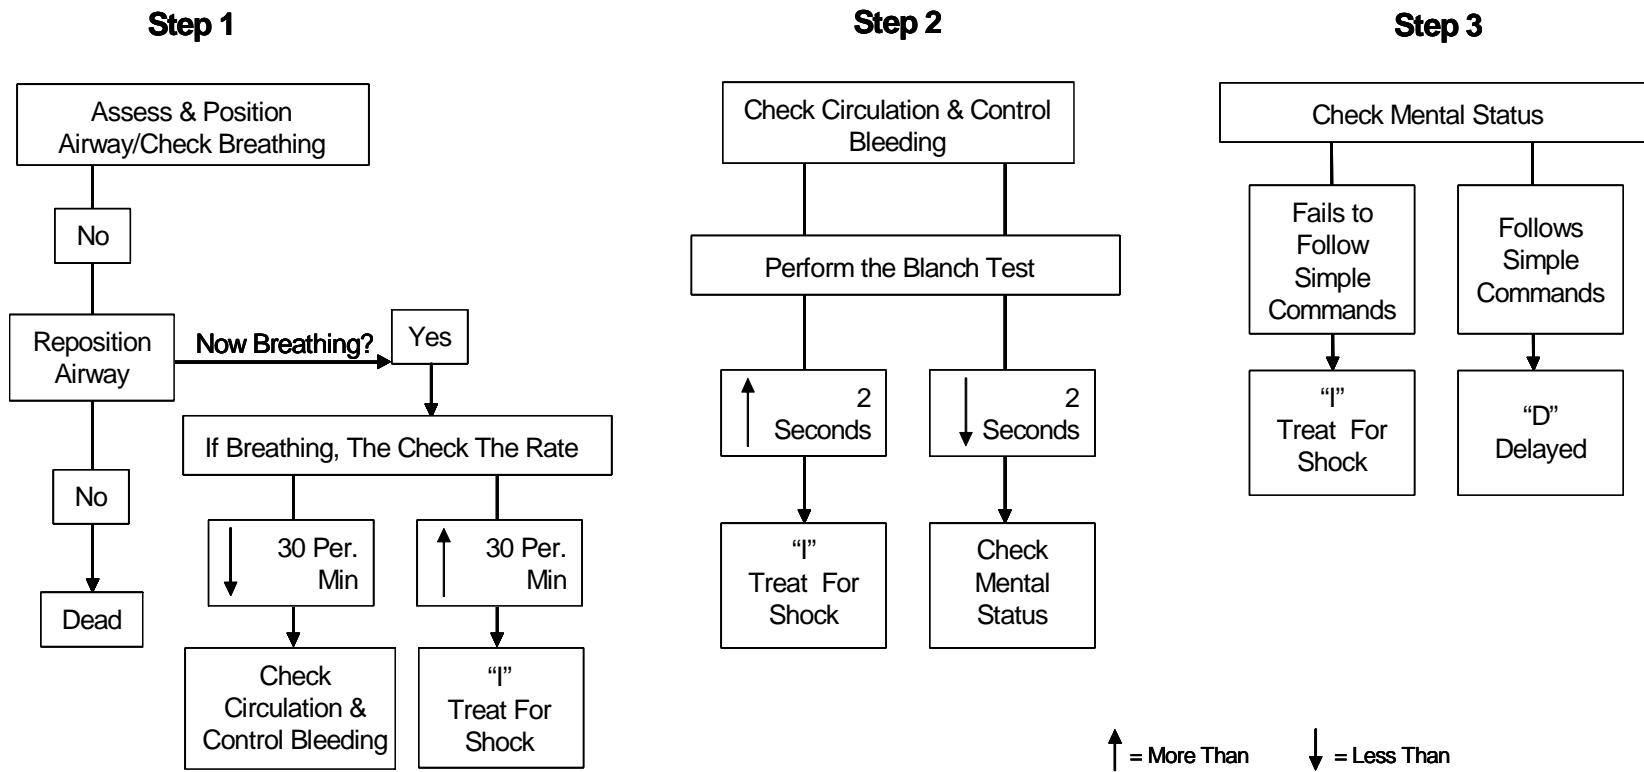 Step 1
Assess & Position
Airway/Check Breathing
No
Reposition
Airway
Now Breathing?
Yes
If Breathing, The Check The Rate
No
Dead
30 Per.
Min
30 Per.
Min
Check
Circulation &
Control Bleeding
“I”
Treat For
Shock
Step 2
Check Circulation & Control
Bleeding
Perform the Blanch Test
2
Seconds
2
Seconds
“I”
Treat For
Shock
Check
Mental
Status
Step 3
Check Mental Status
Fails to
Follow
Simple
Commands
Follows
Simple
Commands
“I”
Treat For
Shock
“D”
Delayed
= More Than
= Less Than